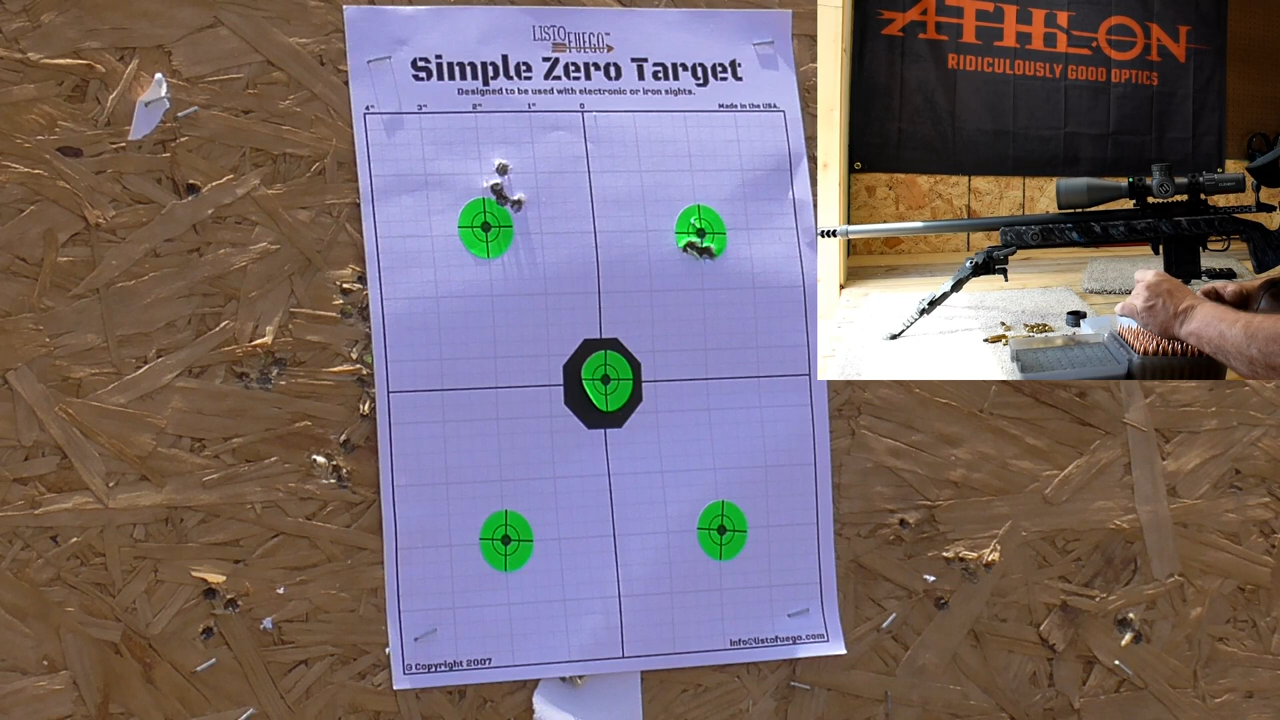 LISTO
FUEGO™
Simple Zero Target
Designed to be used with electronic or iron sights.
4" 3" 2" 1" 0 Made in the USA.
info@listofuego.com
© Copyright 2007
ATHLON
RIDICULOUSLY GOOD OPTICS